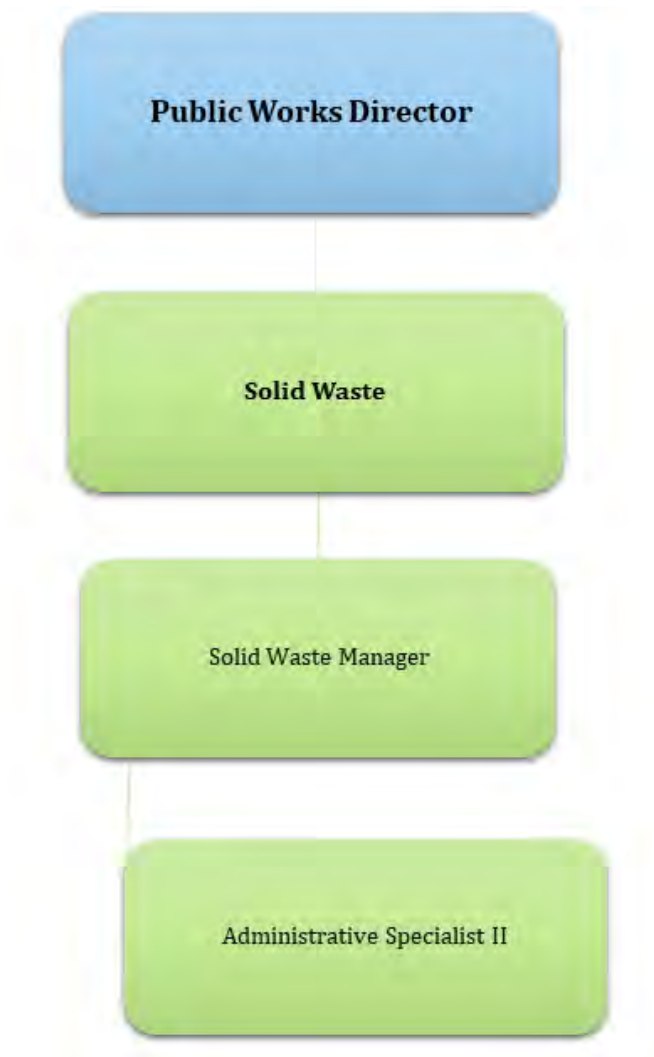 Public Works Director
Solid Waste
Solid Waste Manager
Administrative Specialist II